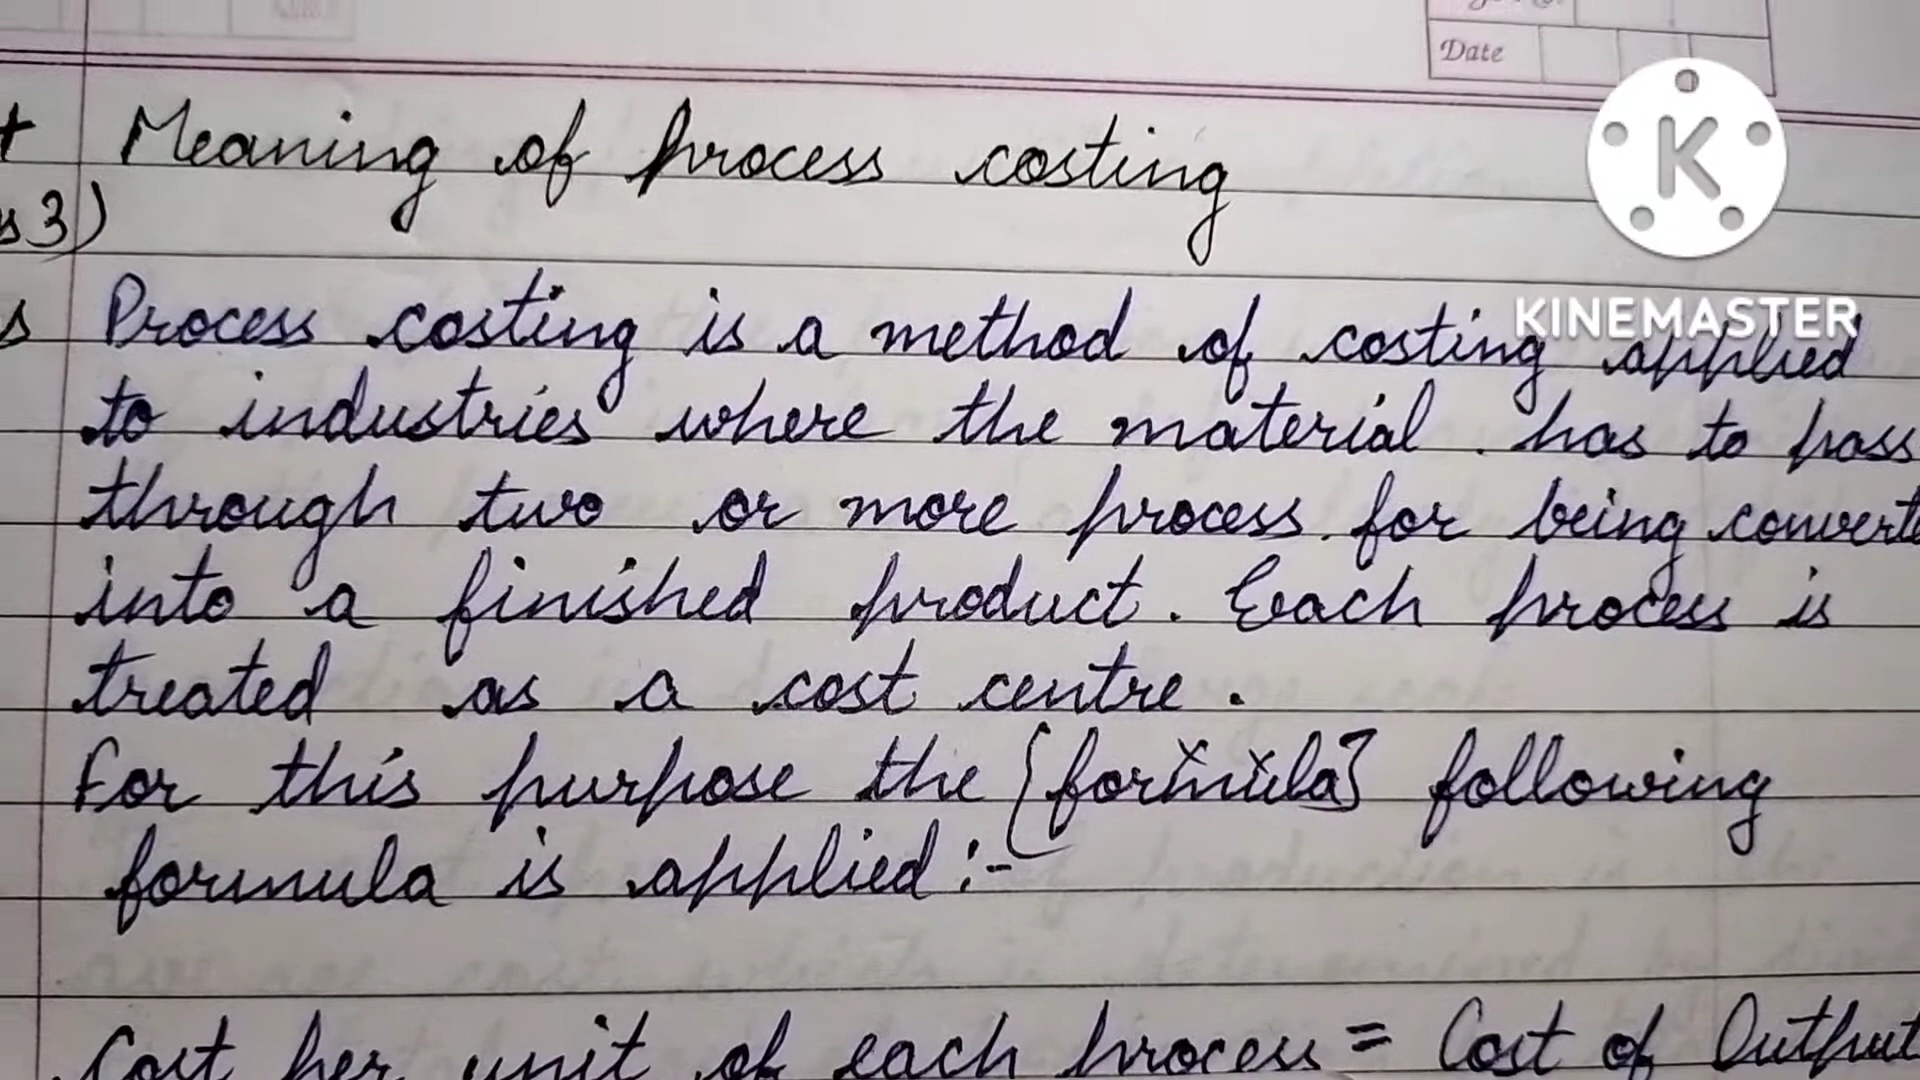 Date
Meaning of process costing
3)
K
KINEMASTER
Process costing is a method of costing applied
to industries where the material has to pass
through two or more process for being convert
into a finished product. Each process is
treated as a cost centre.
For this purpose the [formula] following
formula is applied :-
Cost per unit of each process = Cost of Output